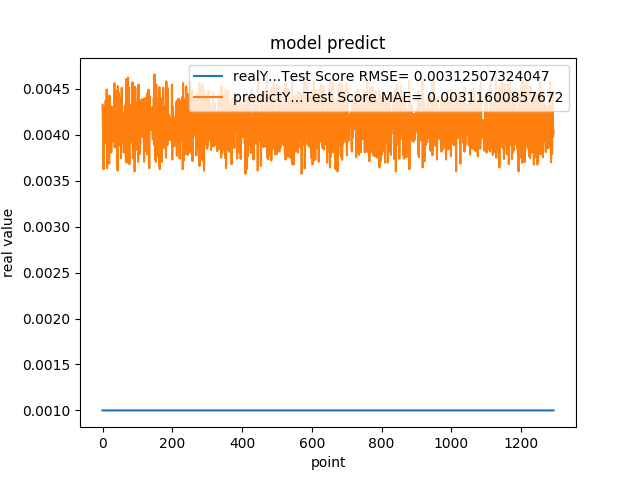 model predict
realY...Test Score RMSE= 0.00312507324047
predictY...Test Score MAE= 0.00311600857672
0.0045
0.0040
0.0035
0.0030
0.0025
0.0020
0.0015
0.0010
real value
0 200 400 600 800 1000 1200
point